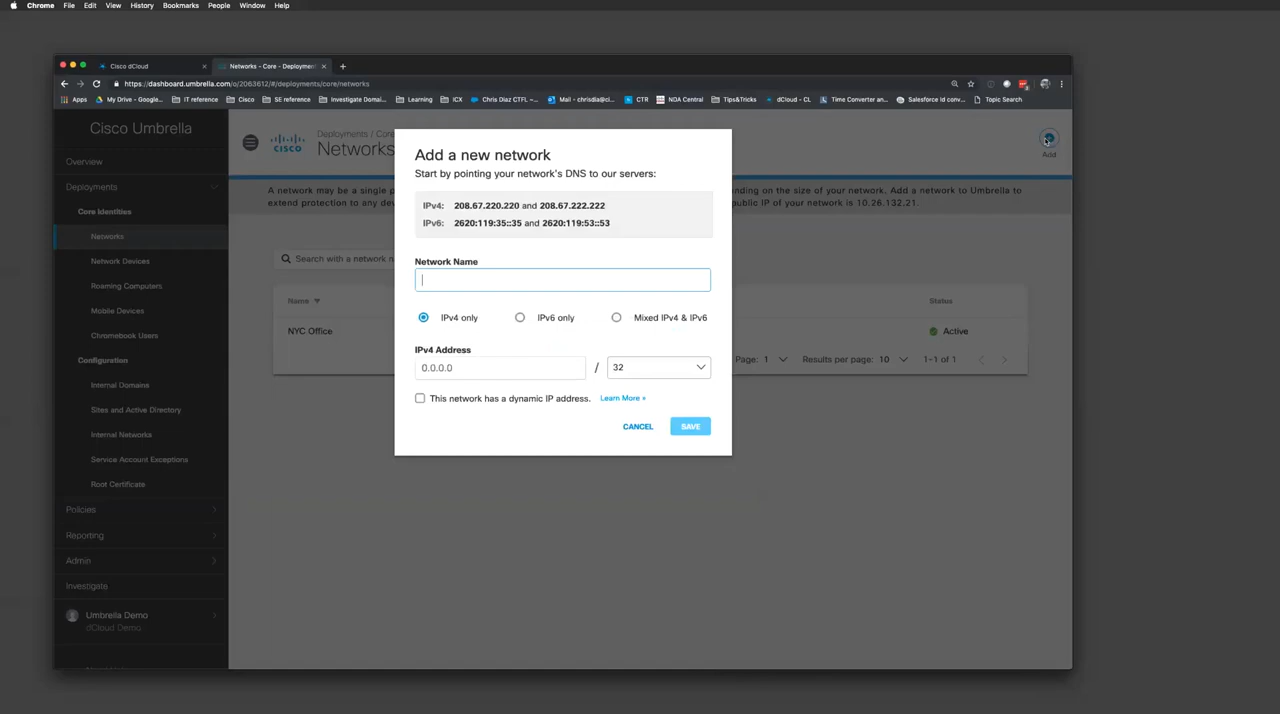 Chrome File Edit View History Bookmarks People Window Help
Cisco dCloud
Networks - Core - Deployment
https://dashboard.umbrella.com/o/2063612/#/deployments/core/networks
Apps My Drive - Google... IT reference Cisco SE reference Investigate Domai... Learning ICX Chris Diaz CTFL -... Mail - chrisdia@ci... CTR NDA Central Tips&Tricks dCloud - CL Time Converter an... Salesforce Id conv... Topic Search
Cisco Umbrella
Overview
Deployments
Core Identities
Networks
Network Devices
Roaming Computers
Mobile Devices
Chromebook Users
Configuration
Internal Domains
Sites and Active Directory
Internal Networks
Service Account Exceptions
Root Certificate
Policies
Reporting
Admin
Investigate
Umbrella Demo
dCloud Demo
CISCO
Deployments / Core
Networks
Add
A network may be a single p
nding on the size of your network. Add a network to Umbrella to
extend protection to any dev
public IP of your network is 10.26.132.21.
Search with a network n
Name
Status
NYC Office
Active
Page: 1 Results per page: 10 1-1 of 1
Add a new network
Start by pointing your network's DNS to our servers:
IPv4: 208.67.220.220 and 208.67.222.222
IPv6: 2620:119:35::35 and 2620:119:53::53
Network Name
IPv4 only IPv6 only Mixed IPv4 & IPv6
IPv4 Address
0.0.0.0 / 32
This network has a dynamic IP address. Learn More »
CANCEL SAVE